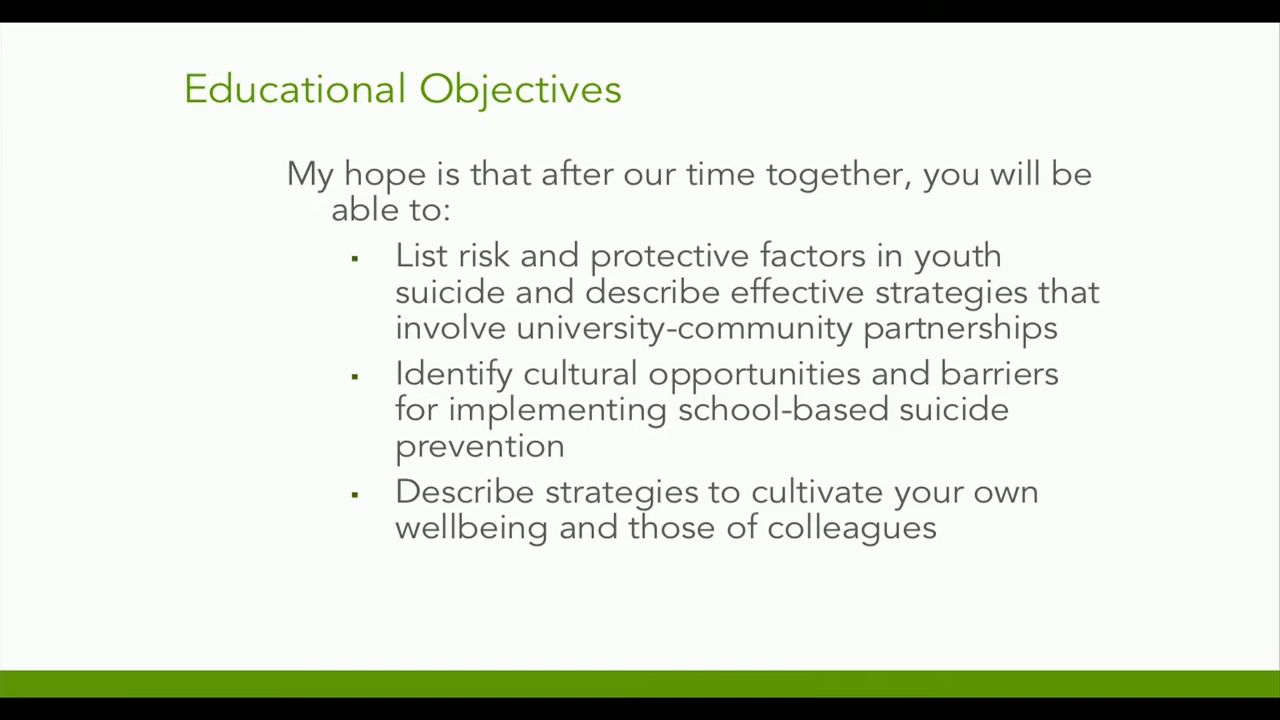 Educational Objectives
My hope is that after our time together, you will be
able to:
▪ List risk and protective factors in youth
suicide and describe effective strategies that
involve university-community partnerships
▪ Identify cultural opportunities and barriers
for implementing school-based suicide
prevention
▪ Describe strategies to cultivate your own
wellbeing and those of colleagues